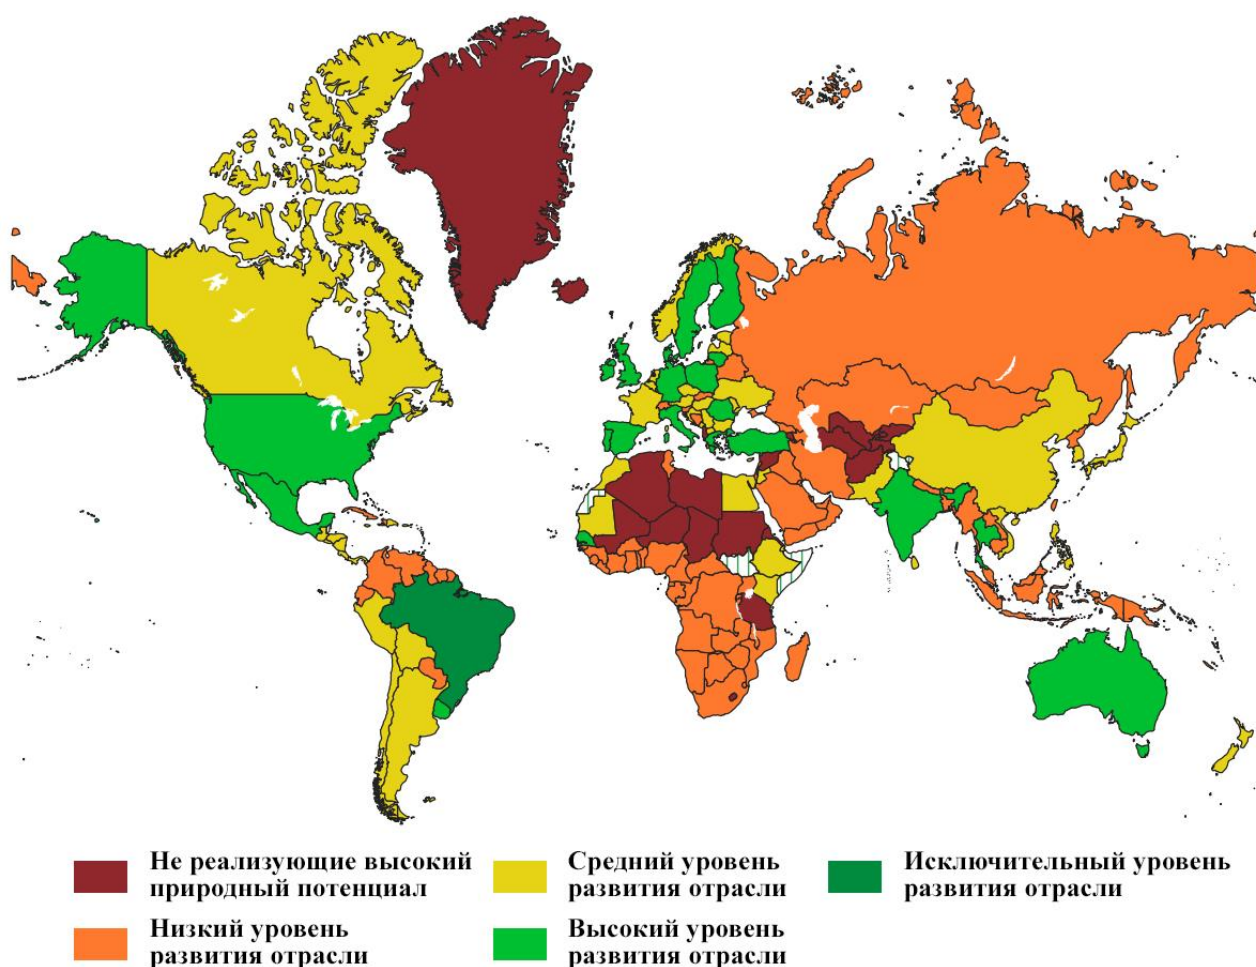 Не реализующие высокий
природный потенциал
Низкий уровень
развития отрасли
Средний уровень
развития отрасли
Высокий уровень
развития отрасли
Исключительный уровень
развития отрасли